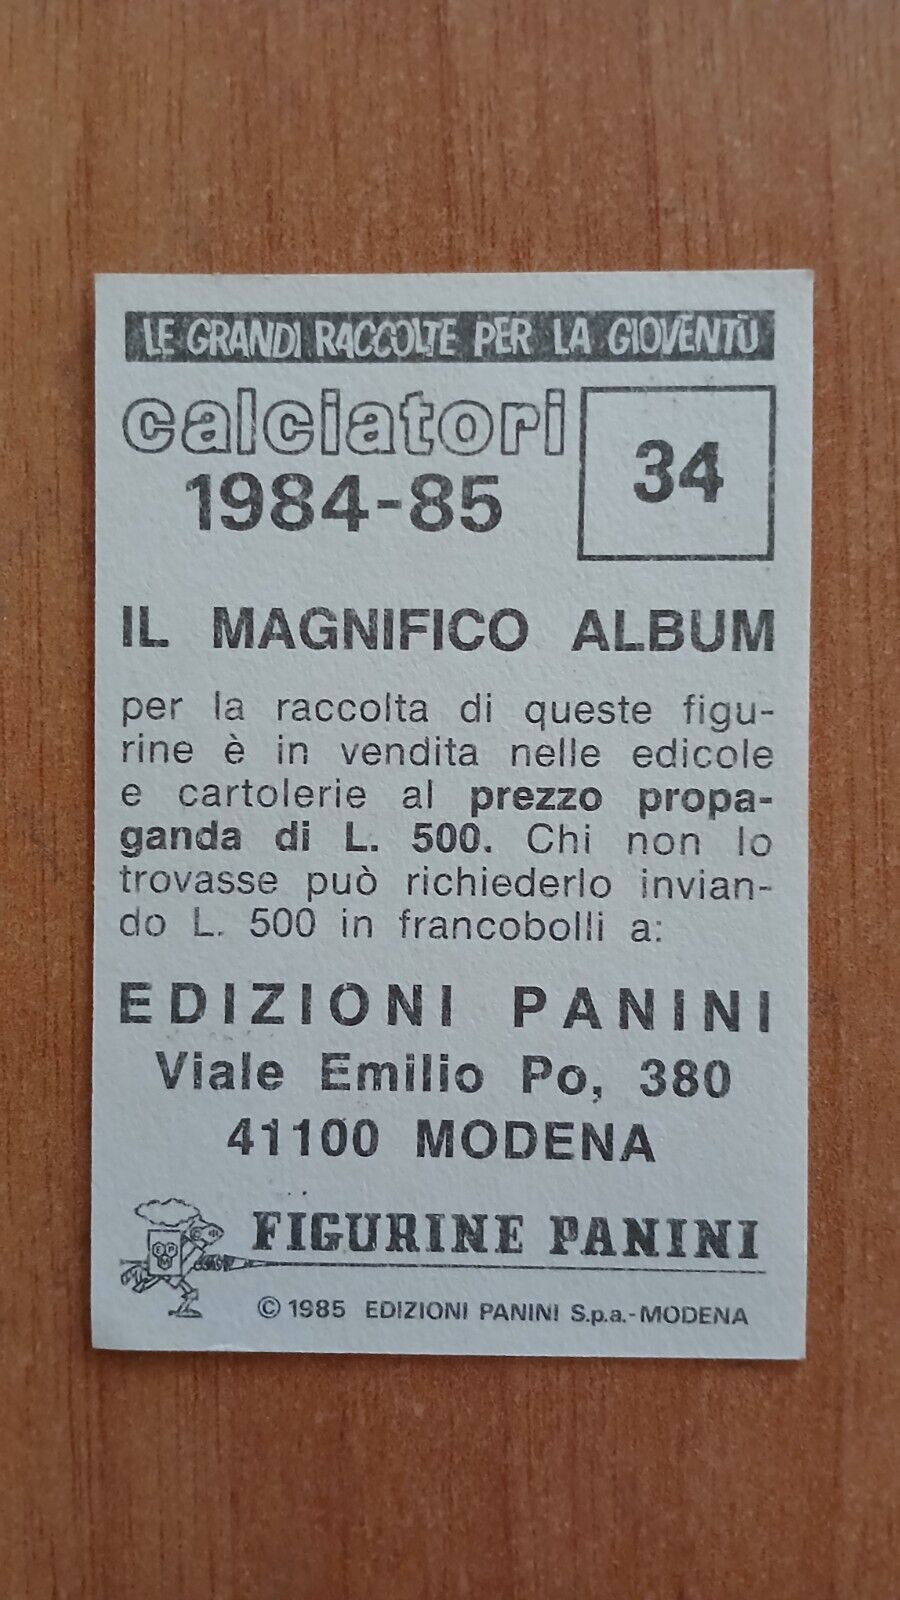 LE GRANDI RACCOLTE PER LA GIOVENTÙ
calciatori
1984-85
34
IL MAGNIFICO ALBUM
per la raccolta di queste figu-
rine è in vendita nelle edicole
e cartolerie al prezzo propa-
ganda di L. 500. Chi non lo
trovasse può richiederlo invian-
do L. 500 in francobolli a:
EDIZIONI PANINI
Viale Emilio Po, 380
41100 MODENA
FIGURINE PANINI
© 1985 EDIZIONI PANINI S.p.a.-MODENA